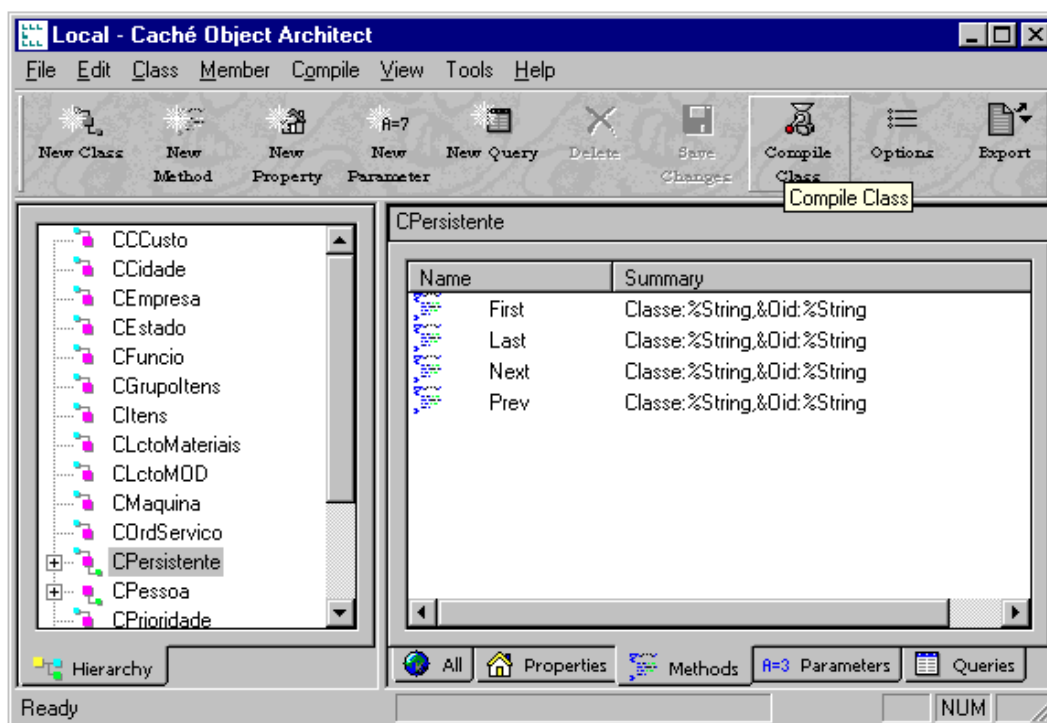 Local - Caché Object Architect
File Edit Class Member Compile View Tools Help
New Class New Method New Property New Parameter New Query Delete Save Changes Compile Class Options Export
A=7
Compile Class
CPersistente
CCCusto
CCidade
CEmpresa
CEstado
CFuncio
CGrupoItens
CItens
CLctoMateriais
CLctoMOD
CMaquina
COrdServico
CPersistente
CPessoa
CPrioridade
Hierarchy
Name Summary
First Classe:%String,&Oid:%String
Last Classe:%String,&Oid:%String
Next Classe:%String,&Oid:%String
Prev Classe:%String,&Oid:%String
All Properties Methods A=3 Parameters Queries
Ready NUM